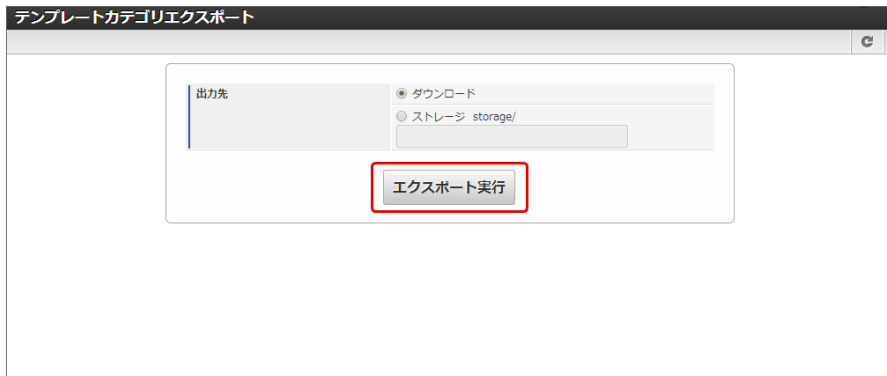 テンプレートカテゴリエクスポート
出力先
ダウンロード
ストレージ storage/
エクスポート実行